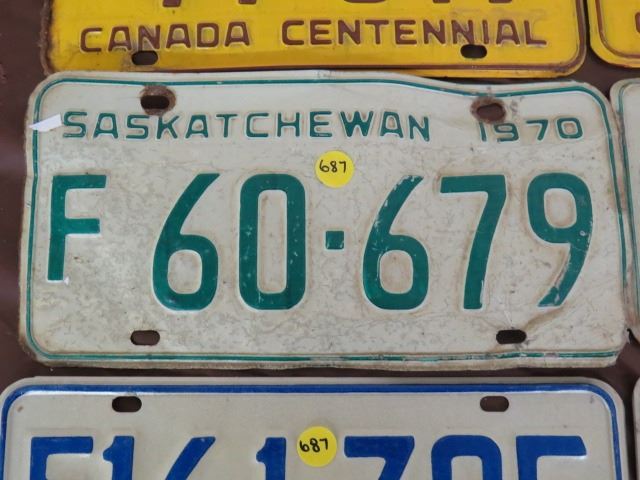 CANADA CENTENNIAL
SASKATCHEWAN 1970
687
F 60·679
687